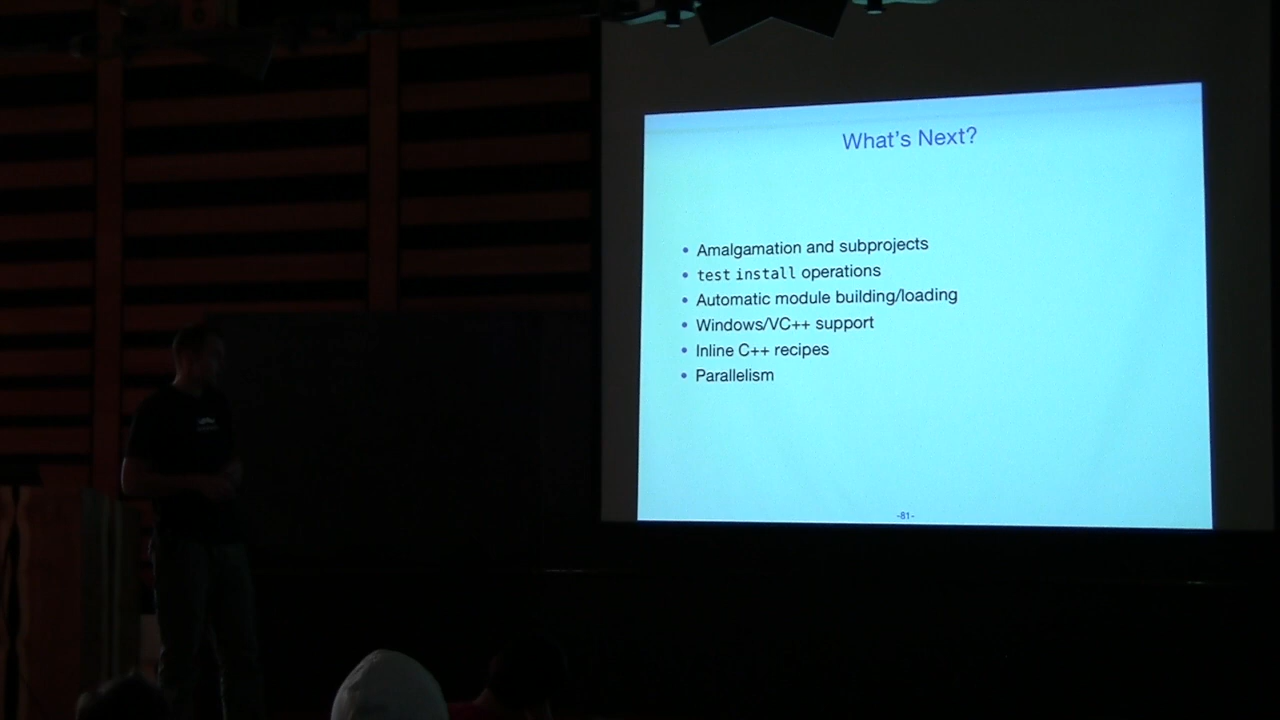 What's Next?
• Amalgamation and subprojects
• test install operations
• Automatic module building/loading
• Windows/VC++ support
• Inline C++ recipes
• Parallelism
-81-